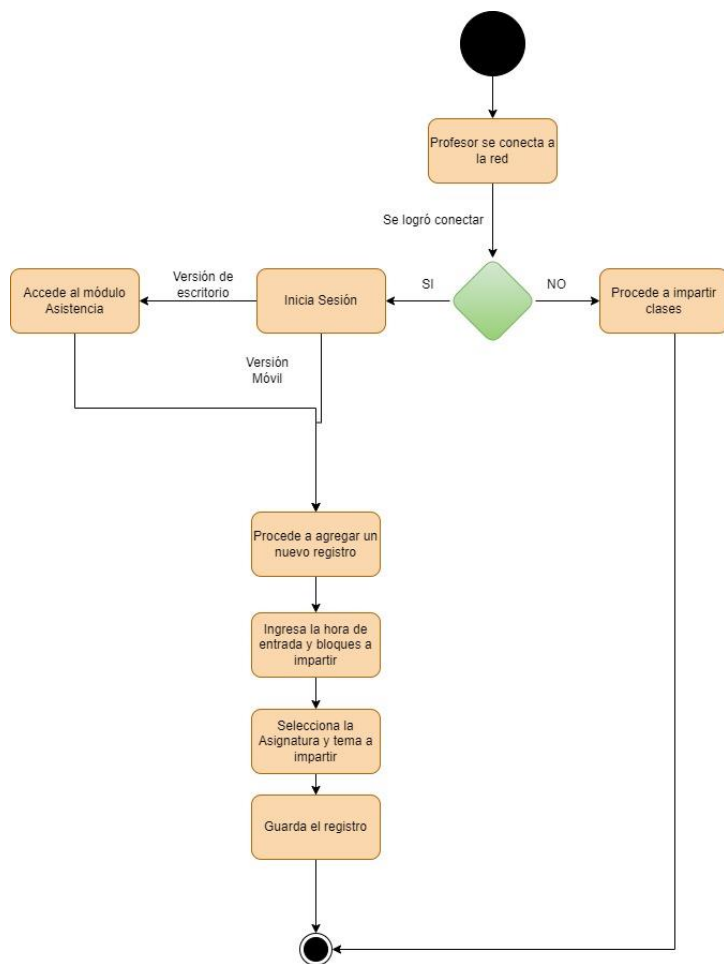 Profesor se conecta a
la red
Se logró conectar
SI
NO
Versión de
escritorio
Accede al módulo
Asistencia
Inicia Sesión
Procede a impartir
clases
Versión
Móvil
Procede a agregar un
nuevo registro
Ingresa la hora de
entrada y bloques a
impartir
Selecciona la
Asignatura y tema a
impartir
Guarda el registro